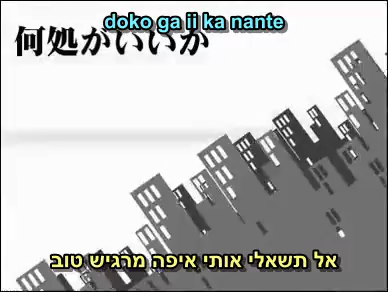 doko ga ii ka nante
何処がいいか
אל תשאלי אותי איפה מרגיש טוב